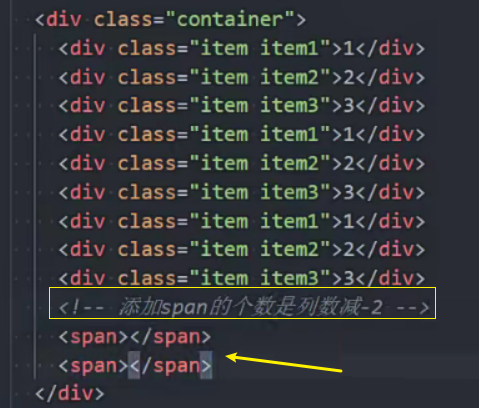 <div class="container">
<div class="item item1">1</div>
<div class="item item2">2</div>
<div class="item item3">3</div>
<div class="item item1">1</div>
<div class="item item2">2</div>
<div class="item item3">3</div>
<div class="item item1">1</div>
<div class="item item2">2</div>
<div class="item item3">3</div>
<!-- 添加span的个数是列数减-2 -->
<span></span>
<span></span>
</div>